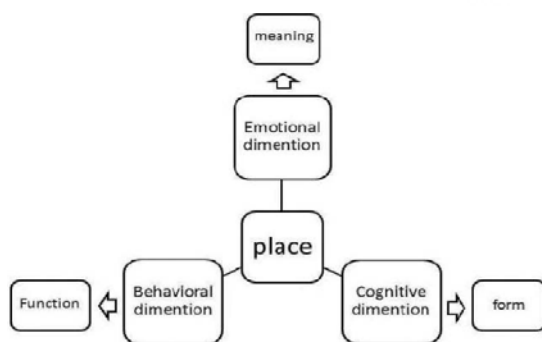 meaning
Emotional
dimention
place
Behavioral
dimention
Function
Cognitive
dimention
form